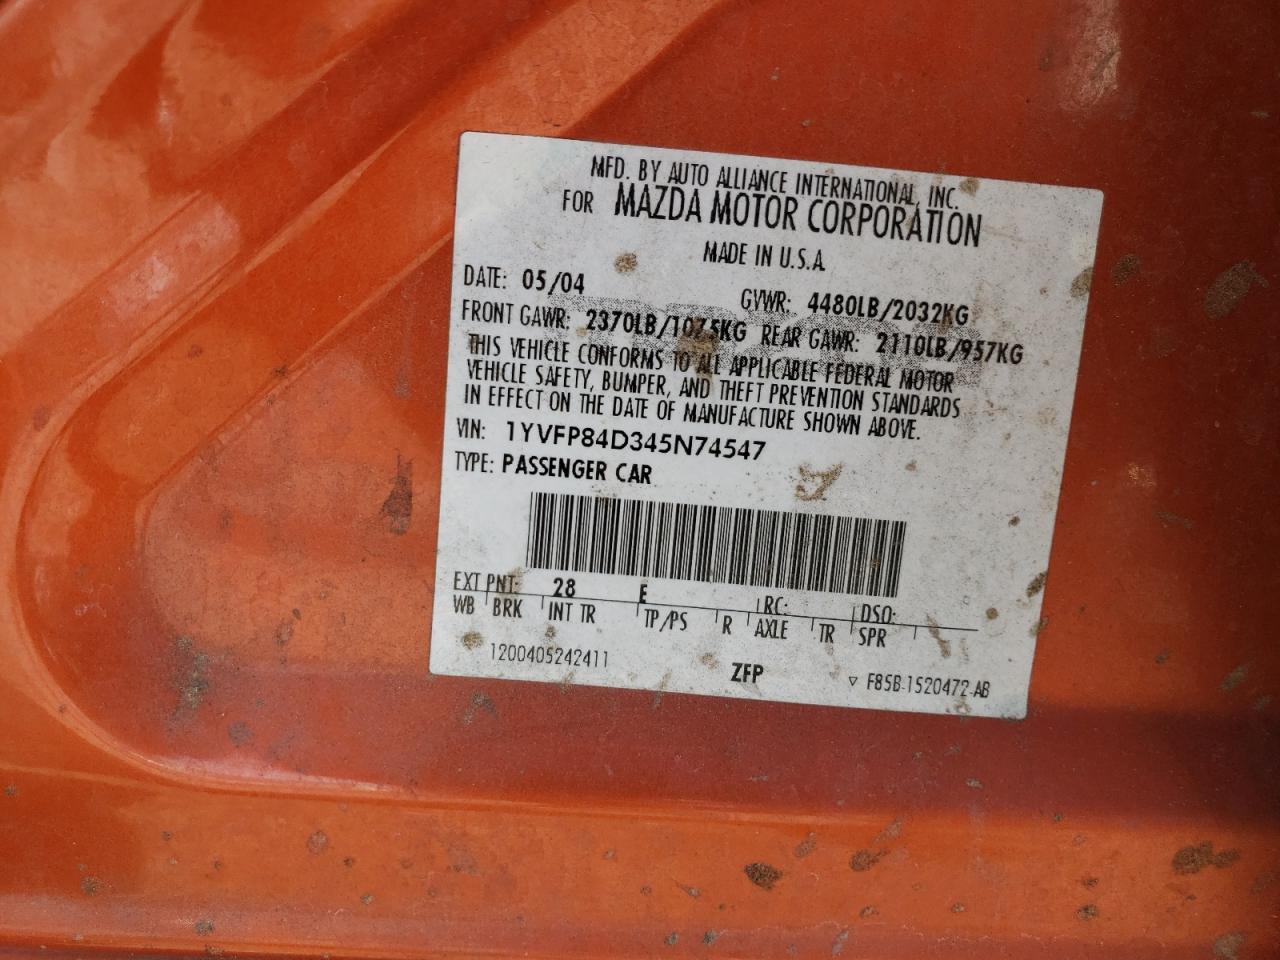 MFD. BY AUTO ALLIANCE INTERNATIONAL, INC.
FOR MAZDA MOTOR CORPORATION
MADE IN U.S.A.
DATE: 05/04 GVWR: 4480LB/2032KG
FRONT GAWR: 2370LB/1075KG REAR GAWR: 2110LB/957KG
THIS VEHICLE CONFORMS TO ALL APPLICABLE FEDERAL MOTOR
VEHICLE SAFETY, BUMPER, AND THEFT PREVENTION STANDARDS
IN EFFECT ON THE DATE OF MANUFACTURE SHOWN ABOVE.
VIN: 1YVFP84D345N74547
TYPE: PASSENGER CAR
EXT PNT: 28 E RC: DSO:
WB BRK INT TR TP/PS R AXLE TR SPR
1200405242411 ZFP ▽ F85B-1520472-AB